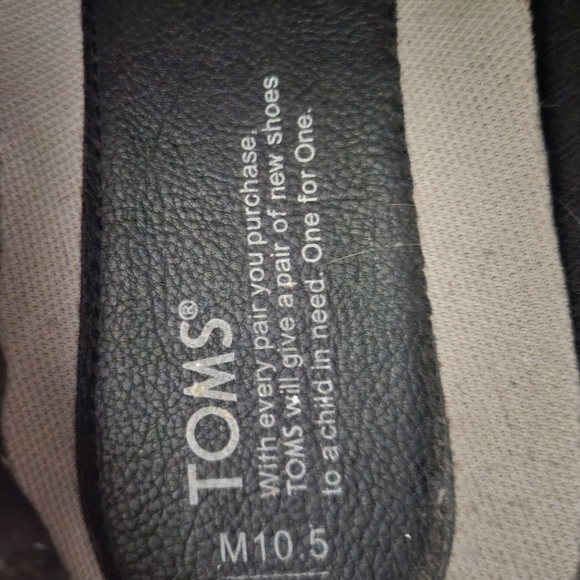 TOMS®
With every pair you purchase,
TOMS will give a pair of new shoes
to a child in need. One for One.
M10.5